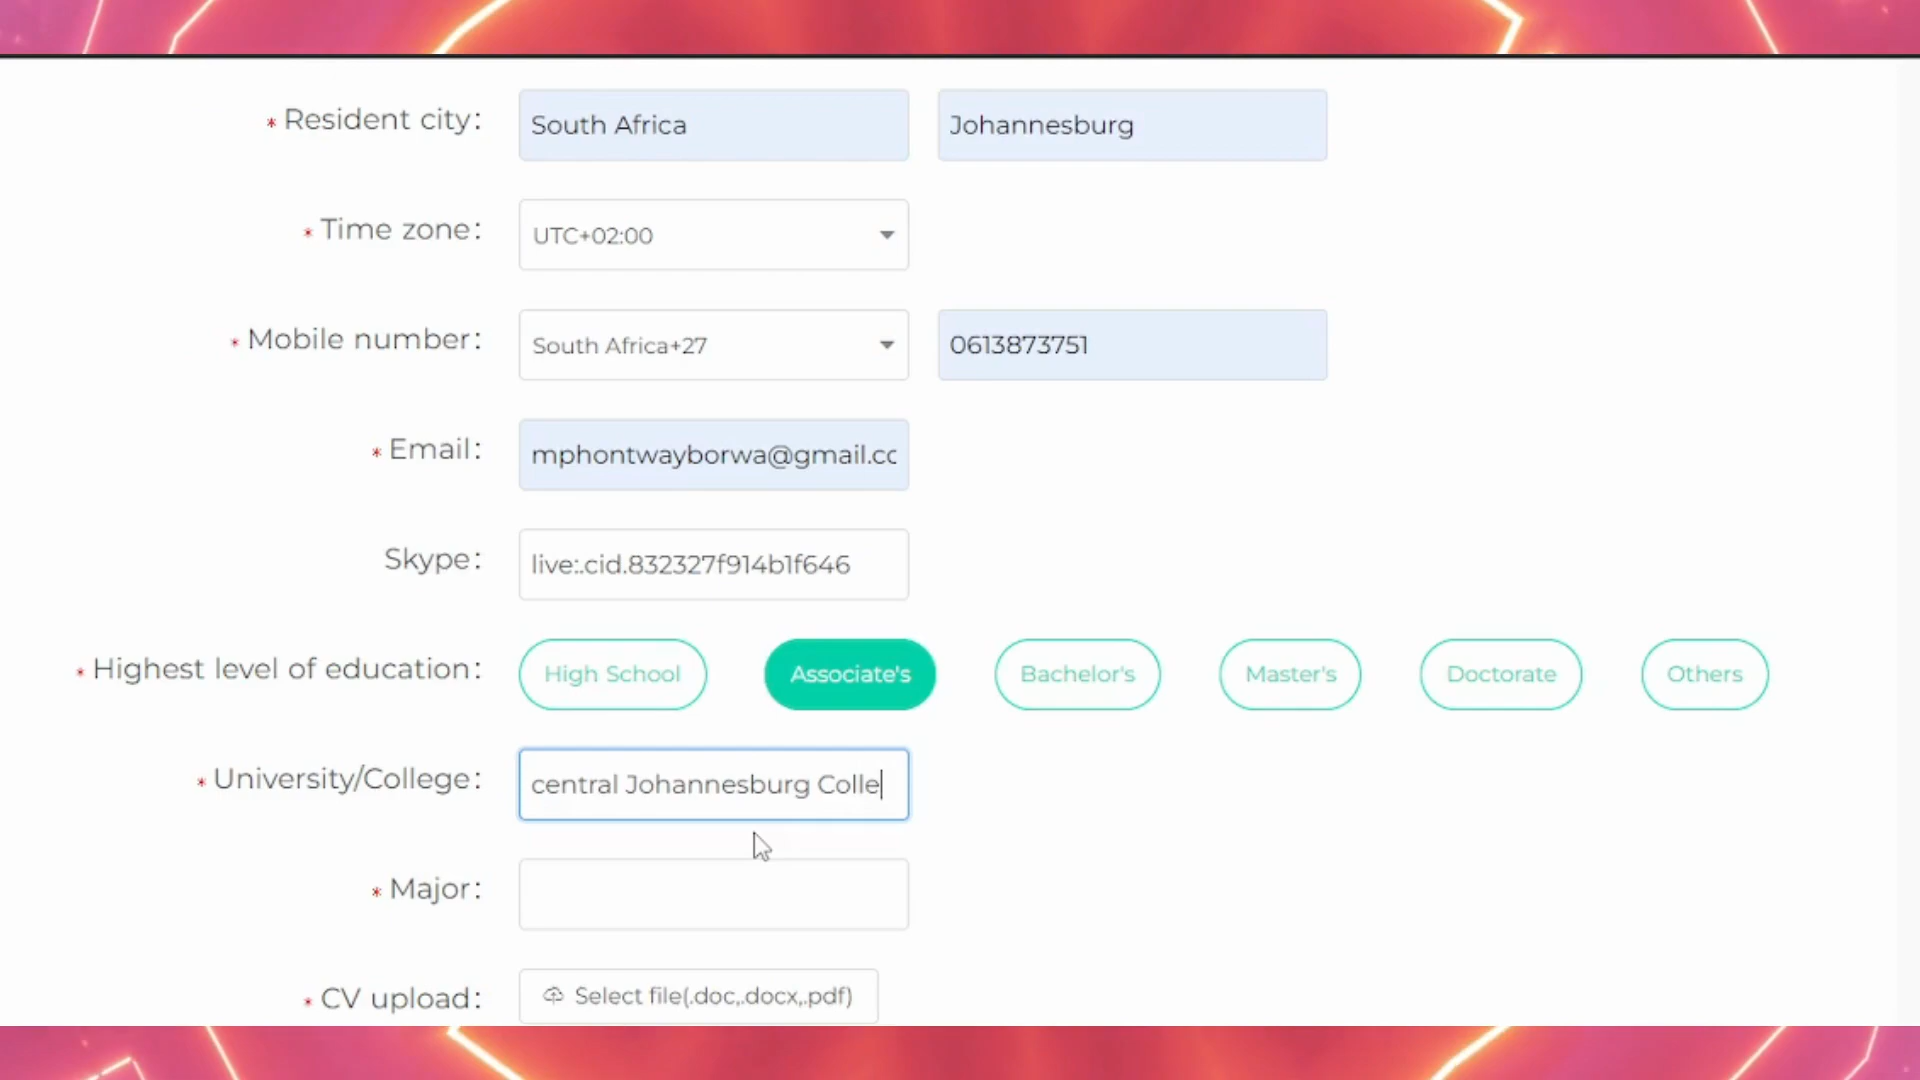 * Resident city: South Africa Johannesburg
* Time zone: UTC+02:00
* Mobile number: South Africa+27 0613873751
* Email: mphontwayborwa@gmail.cc
Skype: live:.cid.832327f914b1f646
* Highest level of education: High School Associate's Bachelor's Master's Doctorate Others
* University/College: central Johannesburg Colle
* Major:
* CV upload: Select file(.doc,.docx,.pdf)